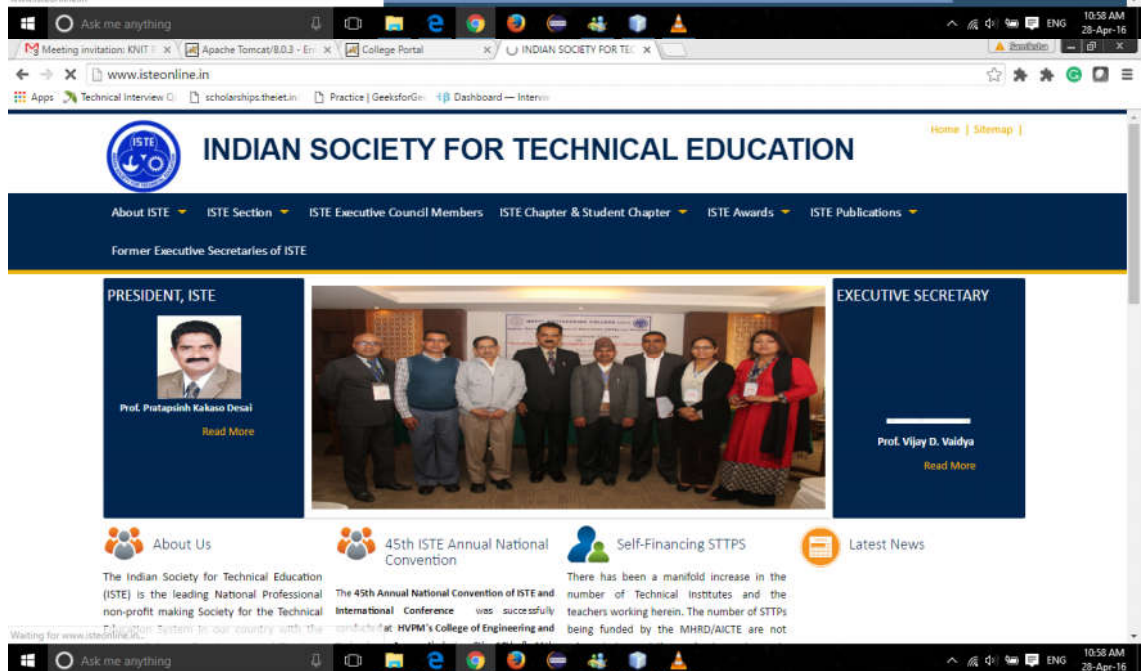 Ask me anything
ENG
10:58 AM
28-Apr-16
Meeting invitation: KNIT
Apache Tomcat/8.0.3 - Err
College Portal
INDIAN SOCIETY FOR TEC
www.isteonline.in
Apps
Technical Interview Q
scholarships.theiet.in
Practice | GeeksforGe
Dashboard — Interv
Home | Sitemap |
ISTE
INDIAN SOCIETY FOR TECHNICAL EDUCATION
About ISTE
ISTE Section
ISTE Executive Council Members
ISTE Chapter & Student Chapter
ISTE Awards
ISTE Publications
Former Executive Secretaries of ISTE
PRESIDENT, ISTE
Prof. Pratapsinh Kakaso Desai
Read More
EXECUTIVE SECRETARY
Prof. Vijay D. Vaidya
Read More
About Us
The Indian Society for Technical Education
(ISTE) is the leading National Professional
non-profit making Society for the Technical
Education System in our country with the
45th ISTE Annual National
Convention
The 45th Annual National Convention of ISTE and
International Conference was successfully
conducted at HVPM's College of Engineering and
Self-Financing STTPS
There has been a manifold increase in the
number of Technical Institutes and the
teachers working herein. The number of STTPs
being funded by the MHRD/AICTE are not
Latest News
Waiting for www.isteonline.in...
Ask me anything
ENG
10:58 AM
28-Apr-16